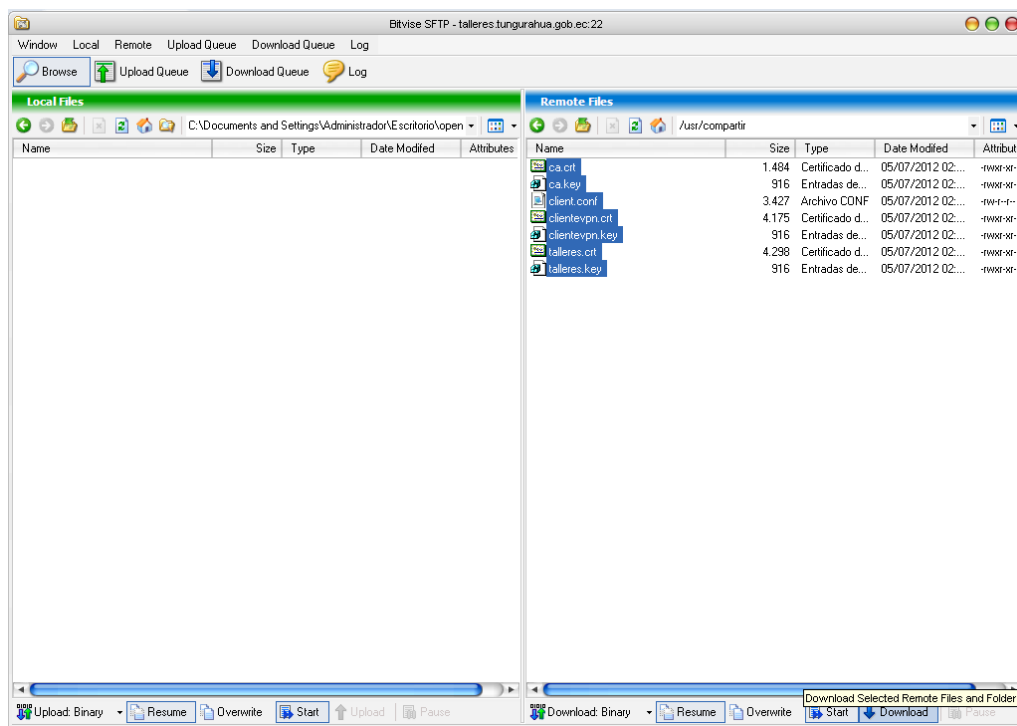 Bitvise SFTP - talleres.tungurahua.gob.ec:22
Window Local Remote Upload Queue Download Queue Log
Browse Upload Queue Download Queue Log
Local Files
C:\Documents and Settings\Administrador\Escritorio\open
Name Size Type Date Modifed Attributes
Remote Files
/usr/compartir
Name Size Type Date Modifed Attribut
ca.crt 1.484 Certificado d... 05/07/2012 02:... -rwxr-xr-
ca.key 916 Entradas de... 05/07/2012 02:... -rwxr-xr-
client.conf 3.427 Archivo CONF 05/07/2012 02:... -rw-r--r--
clientevpn.crt 4.175 Certificado d... 05/07/2012 02:... -rwxr-xr-
clientevpn.key 916 Entradas de... 05/07/2012 02:... -rwxr-xr-
talleres.crt 4.298 Certificado d... 05/07/2012 02:... -rwxr-xr-
talleres.key 916 Entradas de... 05/07/2012 02:... -rwxr-xr-
Download Selected Remote Files and Folder
Upload: Binary Resume Overwrite Start Upload Pause
Download: Binary Resume Overwrite Start Download Pause